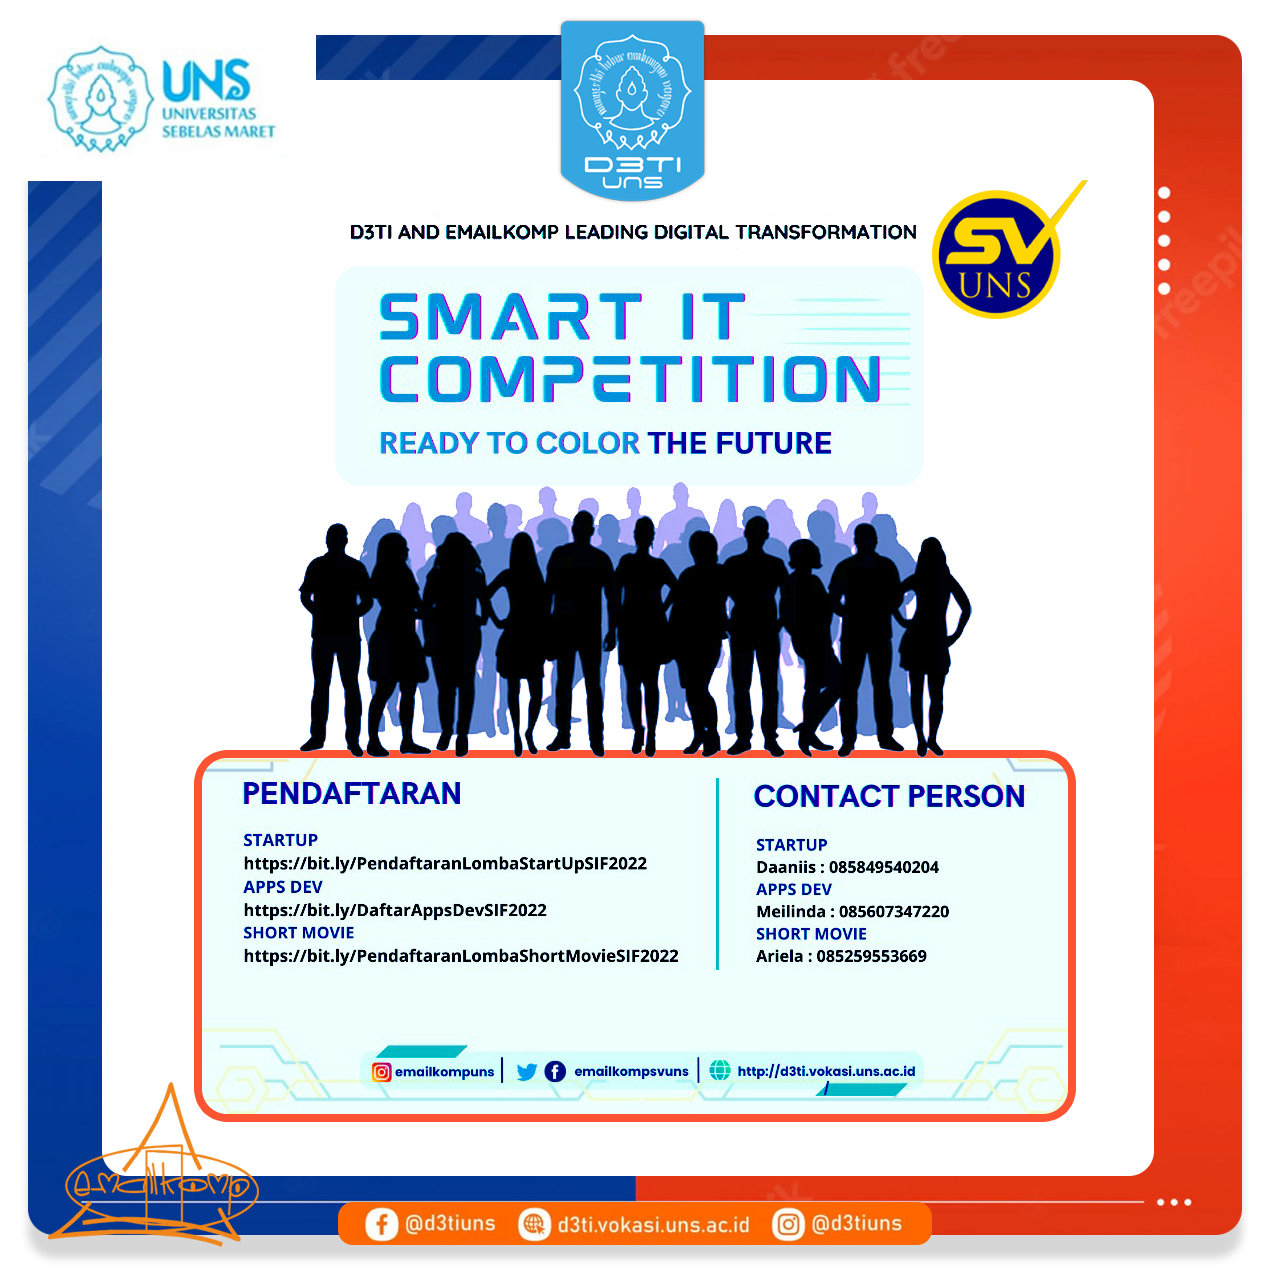 UNS
UNIVERSITAS
SEBELAS MARET
D3TI
UNS
D3TI AND EMAILKOMP LEADING DIGITAL TRANSFORMATION
SV
UNS
SMART IT
COMPETITION
READY TO COLOR THE FUTURE
PENDAFTARAN
STARTUP
https://bit.ly/PendaftaranLombaStartUpSIF2022
APPS DEV
https://bit.ly/DaftarAppsDevSIF2022
SHORT MOVIE
https://bit.ly/PendaftaranLombaShortMovieSIF2022
CONTACT PERSON
STARTUP
Daaniis : 085849540204
APPS DEV
Meilinda : 085607347220
SHORT MOVIE
Ariela : 085259553669
emailkompuns
emailkompsvuns
http://d3ti.vokasi.uns.ac.id
emailkomp
@d3tiuns
d3ti.vokasi.uns.ac.id
@d3tiuns
freepik